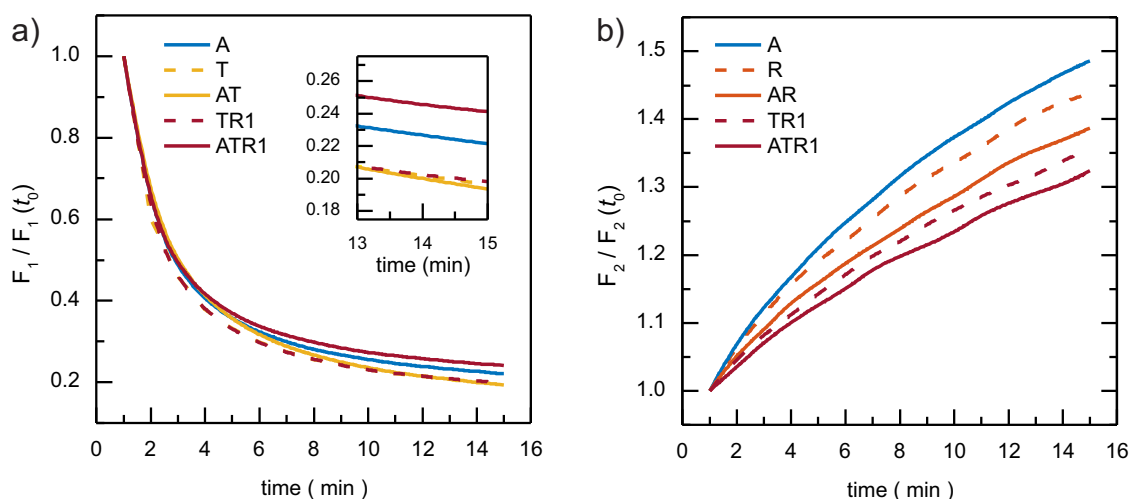 a)
A
T
AT
TR1
ATR1
F1 / F1 (t0)
1.0
0.8
0.6
0.4
0.2
0 2 4 6 8 10 12 14 16
time ( min )
0.26
0.24
0.22
0.20
0.18
13 14 15
time (min)
b)
A
R
AR
TR1
ATR1
F2 / F2 (t0)
1.5
1.4
1.3
1.2
1.1
1.0
0 2 4 6 8 10 12 14 16
time ( min )